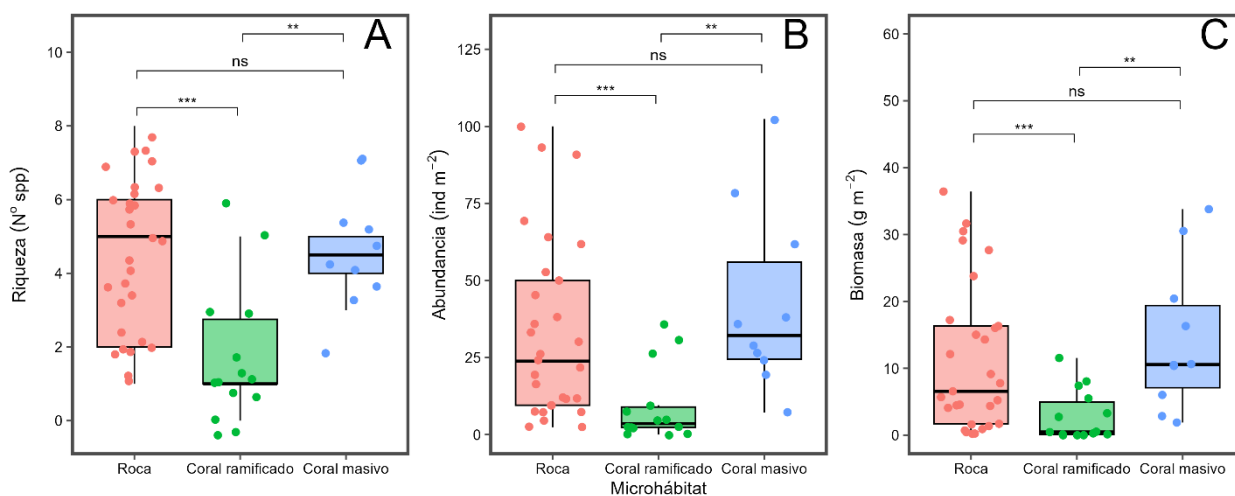 A
**
ns
***
10
8
6
4
2
0
Riqueza (N° spp)
Roca Coral ramificado Coral masivo
B
**
ns
***
125
100
75
50
25
0
Abundancia (ind m⁻²)
Roca Coral ramificado Coral masivo
Microhábitat
C
**
ns
***
60
50
40
30
20
10
0
Biomasa (g m⁻²)
Roca Coral ramificado Coral masivo